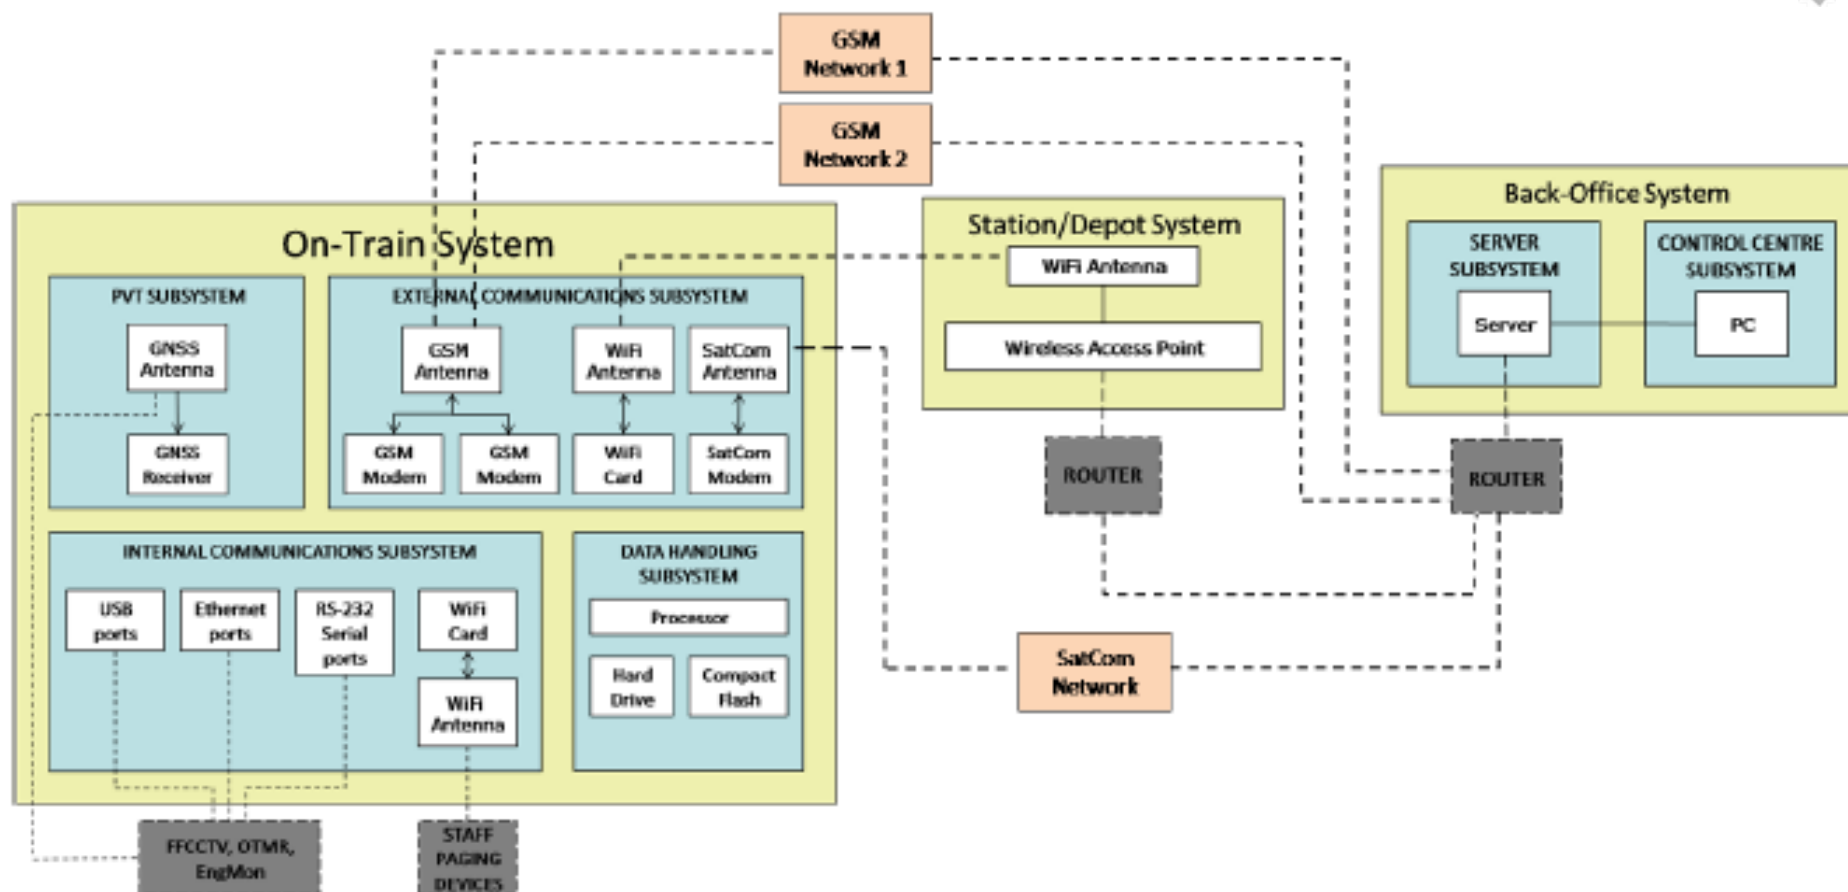 GSM
Network 1
GSM
Network 2
On-Train System
PVT SUBSYSTEM
GNSS
Antenna
GNSS
Receiver
EXTERNAL COMMUNICATIONS SUBSYSTEM
GSM
Antenna
WiFi
Antenna
SatCom
Antenna
GSM
Modem
GSM
Modem
WiFi
Card
SatCom
Modem
INTERNAL COMMUNICATIONS SUBSYSTEM
USB
ports
Ethernet
ports
RS-232
Serial
ports
WiFi
Card
WiFi
Antenna
DATA HANDLING
SUBSYSTEM
Processor
Hard
Drive
Compact
Flash
FFCCTV, OTMR,
EngMon
STAFF
PAGING
DEVICES
Station/Depot System
WiFi Antenna
Wireless Access Point
ROUTER
SatCom
Network
Back-Office System
SERVER
SUBSYSTEM
Server
CONTROL CENTRE
SUBSYSTEM
PC
ROUTER